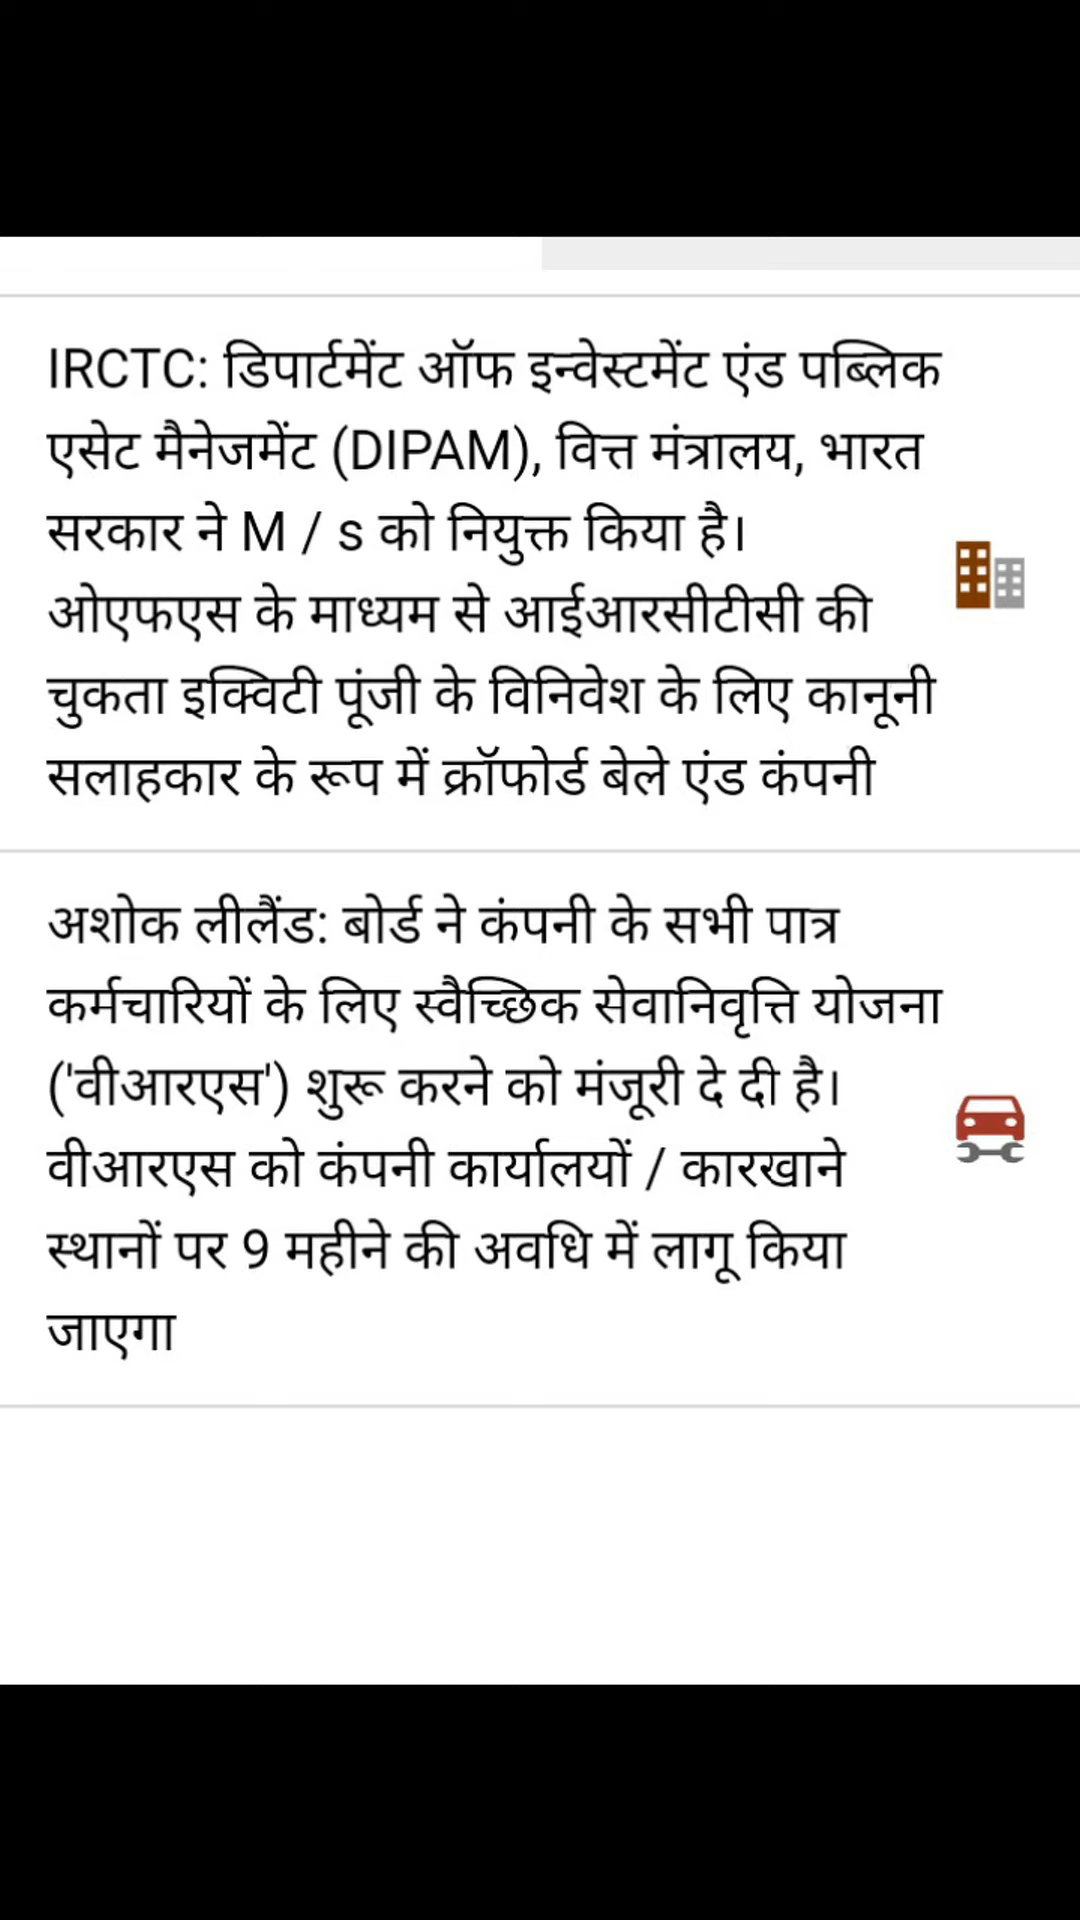 IRCTC: डिपार्टमेंट ऑफ इन्वेस्टमेंट एंड पब्लिक
एसेट मैनेजमेंट (DIPAM), वित्त मंत्रालय, भारत
सरकार ने M / s को नियुक्त किया है।
ओएफएस के माध्यम से आईआरसीटीसी की
चुकता इक्विटी पूंजी के विनिवेश के लिए कानूनी
सलाहकार के रूप में क्रॉफोर्ड बेले एंड कंपनी
अशोक लीलैंड: बोर्ड ने कंपनी के सभी पात्र
कर्मचारियों के लिए स्वैच्छिक सेवानिवृत्ति योजना
('वीआरएस') शुरू करने को मंजूरी दे दी है।
वीआरएस को कंपनी कार्यालयों / कारखाने
स्थानों पर 9 महीने की अवधि में लागू किया
जाएगा